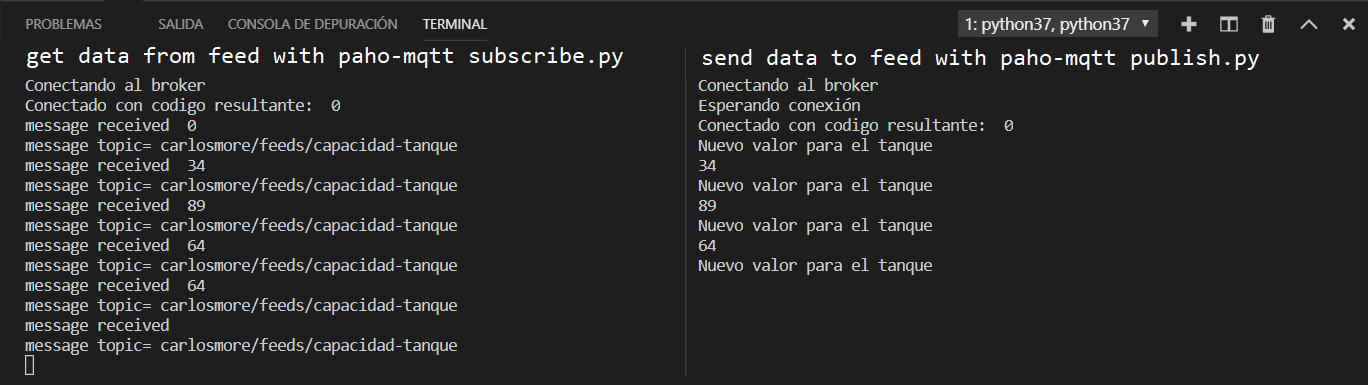 PROBLEMAS SALIDA CONSOLA DE DEPURACIÓN TERMINAL 1: python37, python37
get data from feed with paho-mqtt subscribe.py
Conectando al broker
Conectado con codigo resultante:  0
message received  0
message topic= carlosmore/feeds/capacidad-tanque
message received  34
message topic= carlosmore/feeds/capacidad-tanque
message received  89
message topic= carlosmore/feeds/capacidad-tanque
message received  64
message topic= carlosmore/feeds/capacidad-tanque
message received  64
message topic= carlosmore/feeds/capacidad-tanque
message received
message topic= carlosmore/feeds/capacidad-tanque
send data to feed with paho-mqtt publish.py
Conectando al broker
Esperando conexión
Conectado con codigo resultante:  0
Nuevo valor para el tanque
34
Nuevo valor para el tanque
89
Nuevo valor para el tanque
64
Nuevo valor para el tanque